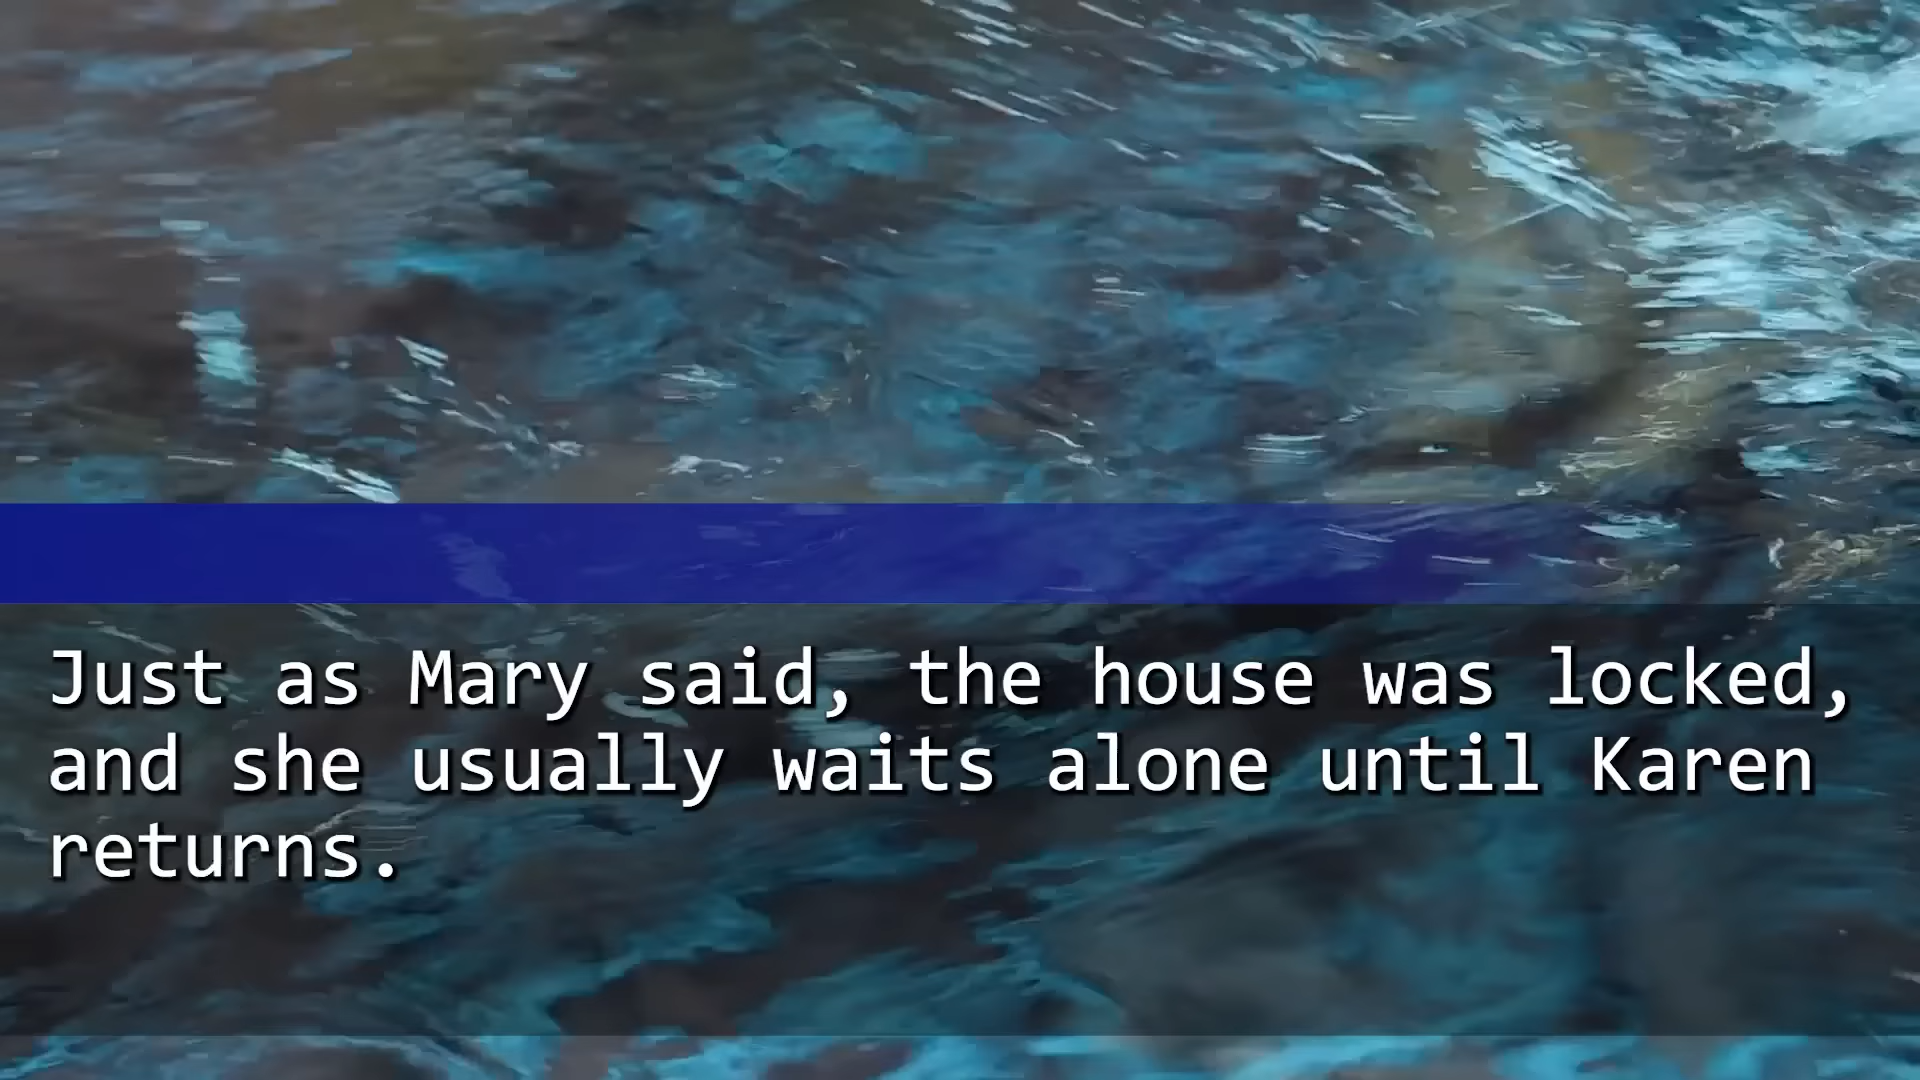 Just as Mary said, the house was locked,
and she usually waits alone until Karen
returns.